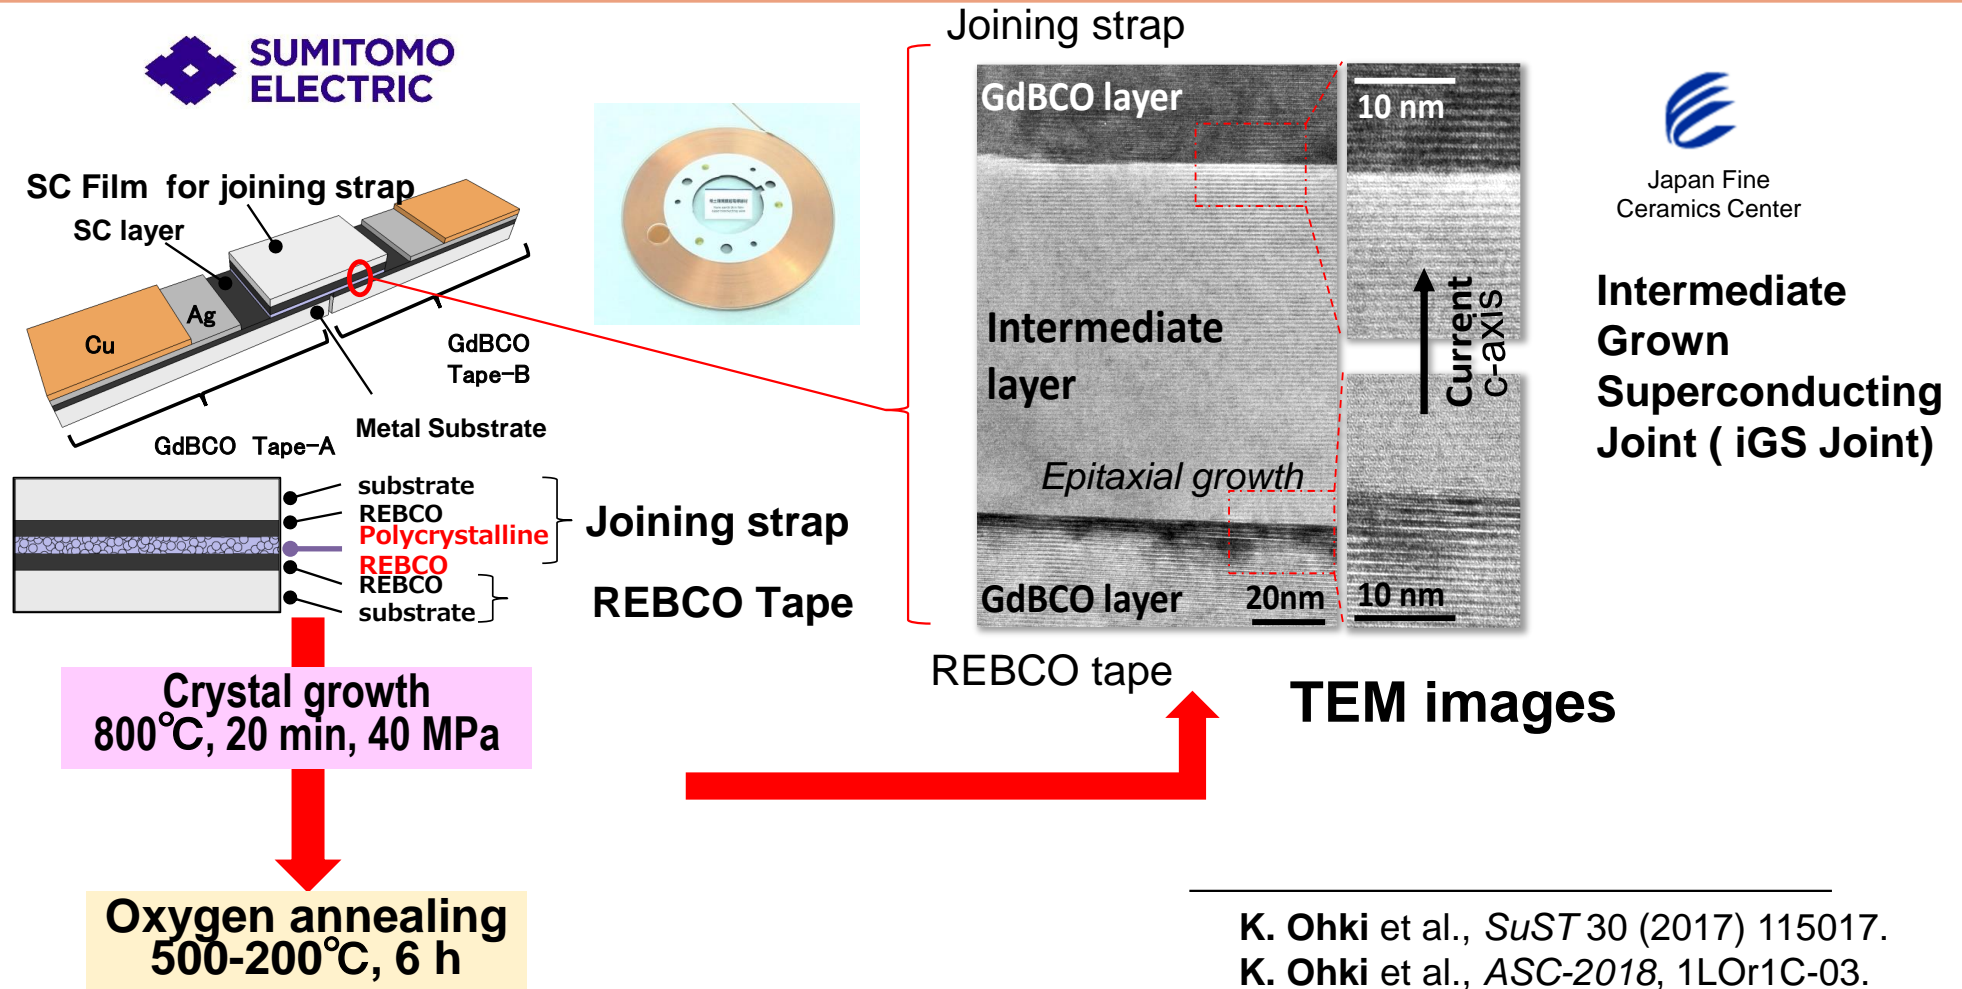 SUMITOMO
ELECTRIC
SC Film for joining strap
SC layer
Ag
Cu
GdBCO
Tape-B
GdBCO Tape-A
Metal Substrate
substrate
REBCO
Polycrystalline
REBCO
REBCO
substrate
Joining strap
REBCO Tape
Crystal growth
800℃, 20 min, 40 MPa
Oxygen annealing
500-200℃, 6 h
Joining strap
GdBCO layer
10 nm
Intermediate
layer
Current
c-axis
Epitaxial growth
GdBCO layer
20nm
10 nm
REBCO tape
TEM images
Japan Fine
Ceramics Center
Intermediate
Grown
Superconducting
Joint ( iGS Joint)
K. Ohki et al., SuST 30 (2017) 115017.
K. Ohki et al., ASC-2018, 1LOr1C-03.